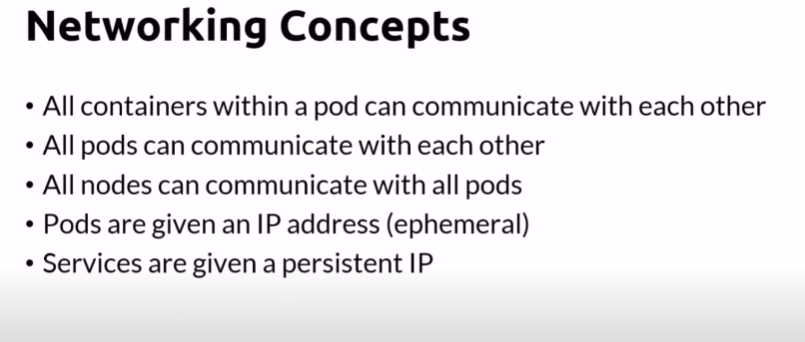 Networking Concepts
• All containers within a pod can communicate with each other
• All pods can communicate with each other
• All nodes can communicate with all pods
• Pods are given an IP address (ephemeral)
• Services are given a persistent IP